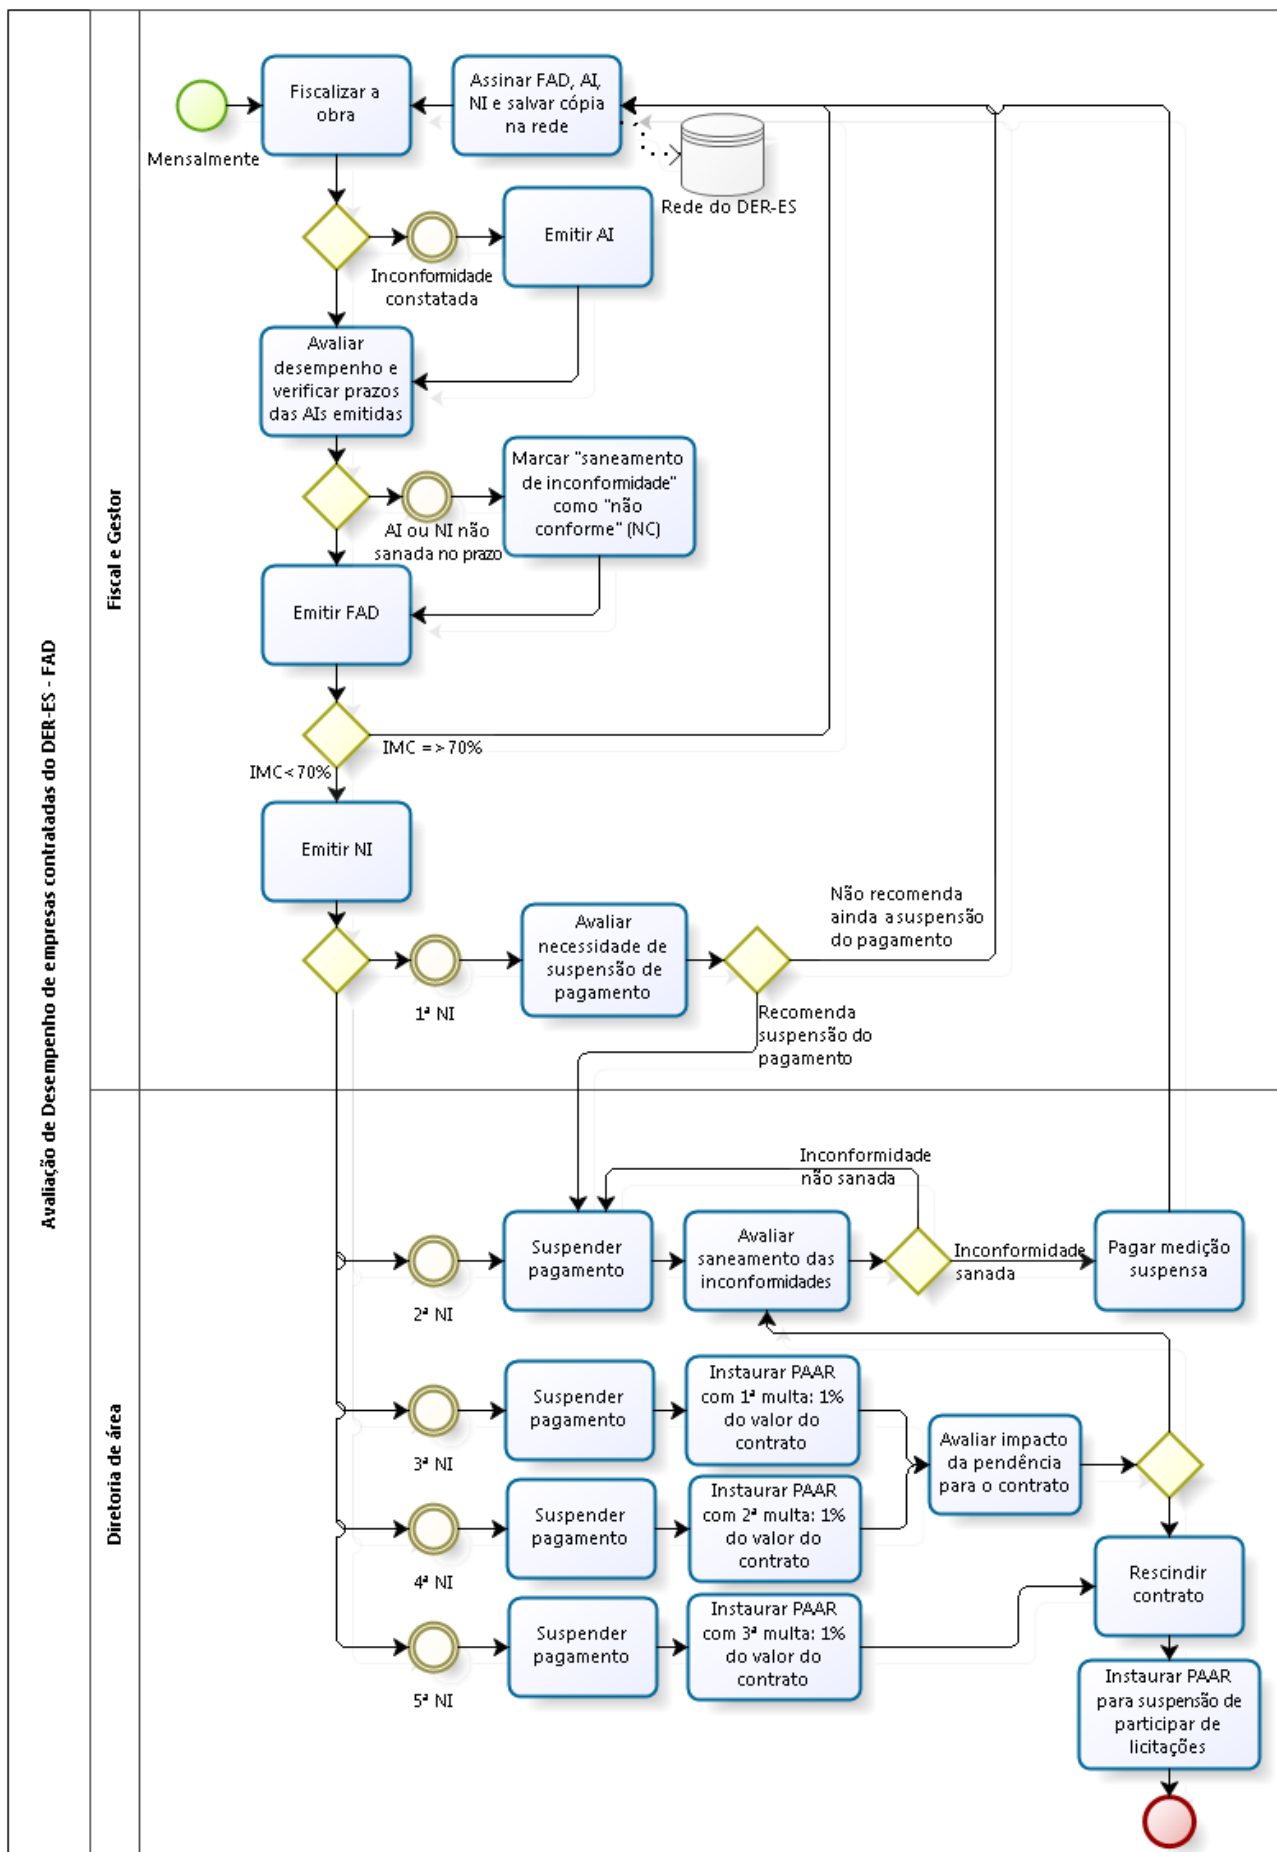 Avaliação de Desempenho de empresas contratadas do DER-ES - FAD
Fiscal e Gestor
Mensalmente
Fiscalizar a
obra
Assinar FAD, AI,
NI e salvar cópia
na rede
Rede do DER-ES
Inconformidade
constatada
Emitir AI
Avaliar
desempenho e
verificar prazos
das AIs emitidas
AI ou NI não
sanada no prazo
Marcar "saneamento
de inconformidade"
como "não
conforme" (NC)
Emitir FAD
IMC =>70%
IMC<70%
Emitir NI
1ª NI
Avaliar
necessidade de
suspensão de
pagamento
Não recomenda
ainda a suspensão
do pagamento
Recomenda
suspensão do
pagamento
Diretoria de área
2ª NI
Suspender
pagamento
Avaliar
saneamento das
inconformidades
Inconformidade
não sanada
Inconformidade
sanada
Pagar medição
suspensa
3ª NI
Suspender
pagamento
Instaurar PAAR
com 1ª multa: 1%
do valor do
contrato
Avaliar impacto
da pendência
para o contrato
4ª NI
Suspender
pagamento
Instaurar PAAR
com 2ª multa: 1%
do valor do
contrato
5ª NI
Suspender
pagamento
Instaurar PAAR
com 3ª multa: 1%
do valor do
contrato
Rescindir
contrato
Instaurar PAAR
para suspensão de
participar de
licitações